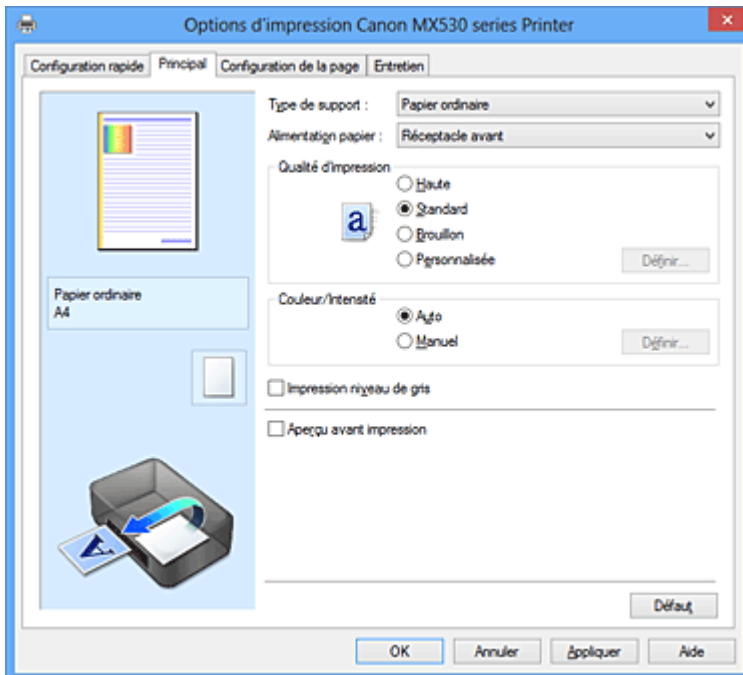 Options d'impression Canon MX530 series Printer
Configuration rapide
Principal
Configuration de la page
Entretien
Type de support :
Papier ordinaire
Alimentation papier :
Réceptacle avant
Qualité d'impression
a
Haute
Standard
Brouillon
Personnalisée
Définir...
Papier ordinaire
A4
Couleur/Intensité
Auto
Manuel
Définir...
Impression niveau de gris
Aperçu avant impression
A
Défaut
OK
Annuler
Appliquer
Aide